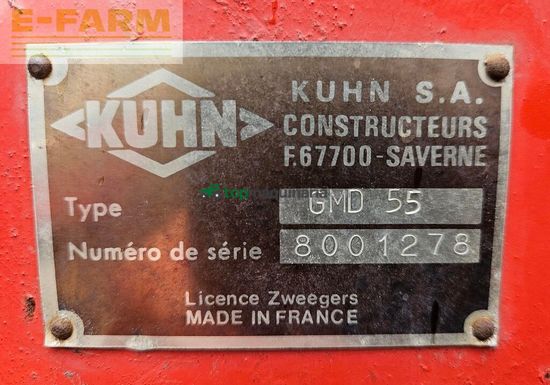 E-FARM
KUHN
KUHN S.A.
CONSTRUCTEURS
F.67700-SAVERNE
Type GMD 55
Numéro de série 8001278
Licence Zweegers
MADE IN FRANCE